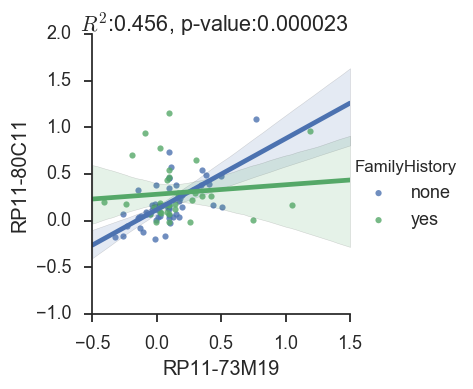 R²:0.456, p-value:0.000023
2.0
1.5
1.0
0.5
0.0
−0.5
−1.0
RP11-80C11
−0.5 0.0 0.5 1.0 1.5
RP11-73M19
FamilyHistory
none
yes